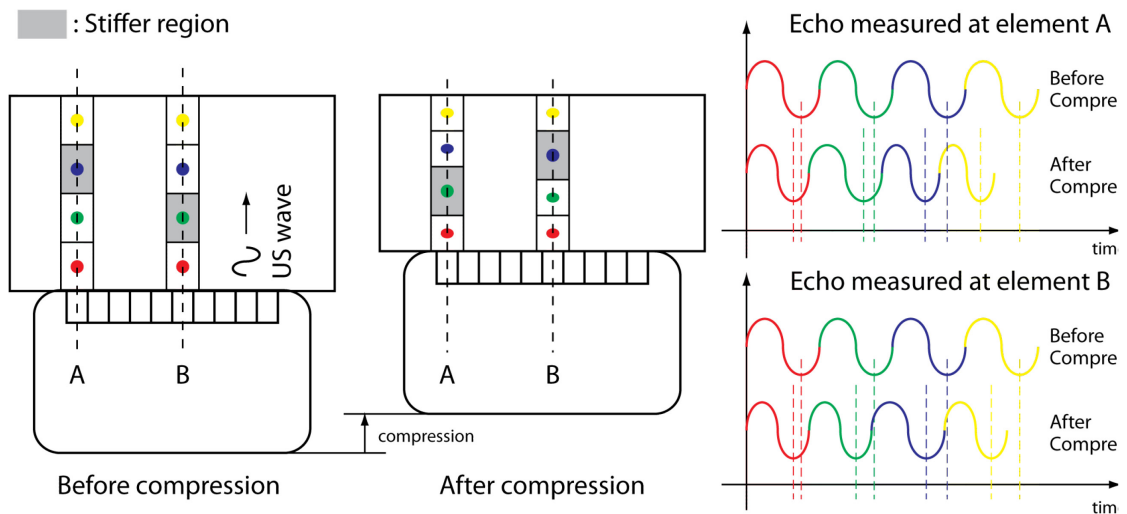 : Stiffer region
US wave
A
B
Before compression
A
B
compression
After compression
Echo measured at element A
Before
Compre
After
Compre
tim
Echo measured at element B
Before
Compre
After
Compre
tim